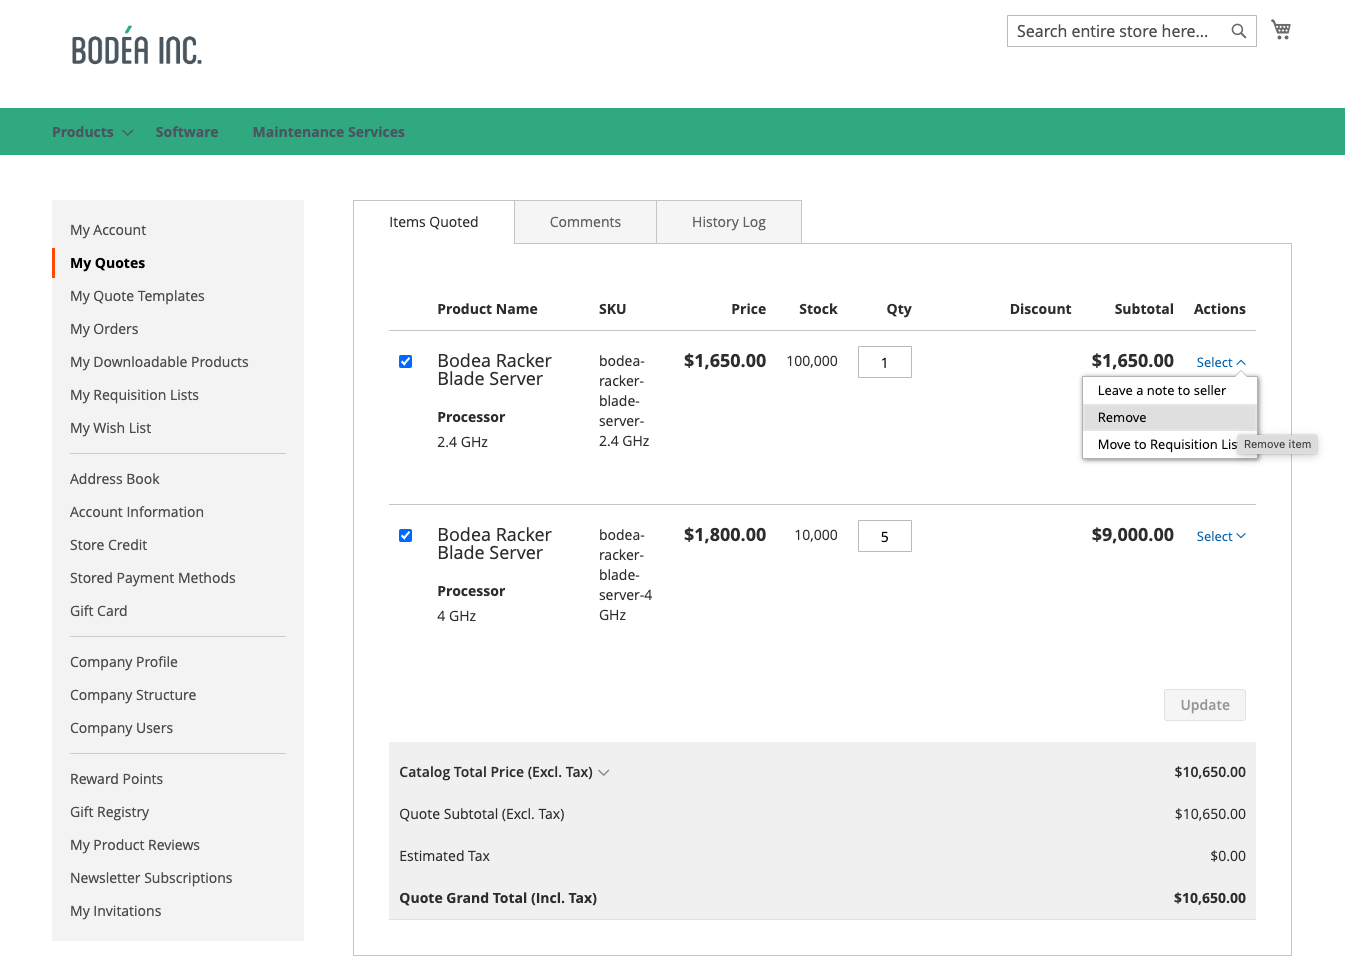 BODÉA INC.
Search entire store here...
Products Software Maintenance Services
My Account
My Quotes
My Quote Templates
My Orders
My Downloadable Products
My Requisition Lists
My Wish List
Address Book
Account Information
Store Credit
Stored Payment Methods
Gift Card
Company Profile
Company Structure
Company Users
Reward Points
Gift Registry
My Product Reviews
Newsletter Subscriptions
My Invitations
Items Quoted Comments History Log
Product Name SKU Price Stock Qty Discount Subtotal Actions
Bodea Racker
Blade Server
Processor
2.4 GHz
bodea-
racker-
blade-
server-
2.4 GHz
$1,650.00 100,000 1 $1,650.00 Select
Leave a note to seller
Remove
Move to Requisition Lis
Remove item
Bodea Racker
Blade Server
Processor
4 GHz
bodea-
racker-
blade-
server-4
GHz
$1,800.00 10,000 5 $9,000.00 Select
Update
Catalog Total Price (Excl. Tax) $10,650.00
Quote Subtotal (Excl. Tax) $10,650.00
Estimated Tax $0.00
Quote Grand Total (Incl. Tax) $10,650.00